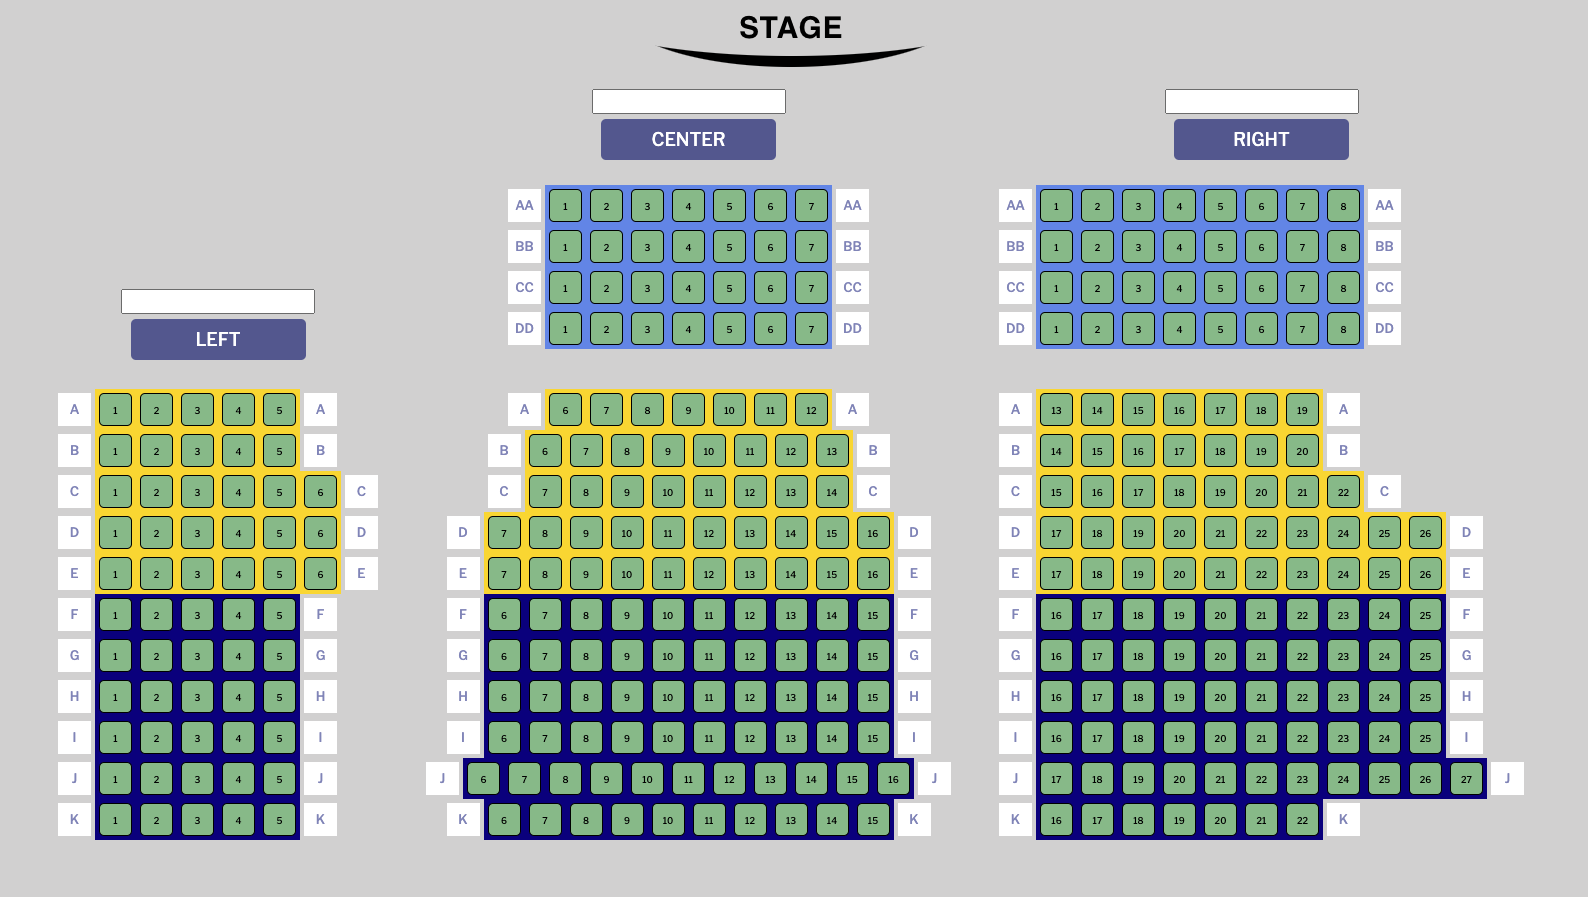 STAGE
CENTER
RIGHT
AA 1 2 3 4 5 6 7 AA AA 1 2 3 4 5 6 7 8 AA
BB 1 2 3 4 5 6 7 BB BB 1 2 3 4 5 6 7 8 BB
CC 1 2 3 4 5 6 7 CC CC 1 2 3 4 5 6 7 8 CC
DD 1 2 3 4 5 6 7 DD DD 1 2 3 4 5 6 7 8 DD
LEFT
A 1 2 3 4 5 A A 6 7 8 9 10 11 12 A A 13 14 15 16 17 18 19 A
B 1 2 3 4 5 B B 6 7 8 9 10 11 12 13 B B 14 15 16 17 18 19 20 B
C 1 2 3 4 5 6 C C 7 8 9 10 11 12 13 14 C C 15 16 17 18 19 20 21 22 C
D 1 2 3 4 5 6 D D 7 8 9 10 11 12 13 14 15 16 D D 17 18 19 20 21 22 23 24 25 26 D
E 1 2 3 4 5 6 E E 7 8 9 10 11 12 13 14 15 16 E E 17 18 19 20 21 22 23 24 25 26 E
F 1 2 3 4 5 F F 6 7 8 9 10 11 12 13 14 15 F F 16 17 18 19 20 21 22 23 24 25 F
G 1 2 3 4 5 G G 6 7 8 9 10 11 12 13 14 15 G G 16 17 18 19 20 21 22 23 24 25 G
H 1 2 3 4 5 H H 6 7 8 9 10 11 12 13 14 15 H H 16 17 18 19 20 21 22 23 24 25 H
I 1 2 3 4 5 I I 6 7 8 9 10 11 12 13 14 15 I I 16 17 18 19 20 21 22 23 24 25 I
J 1 2 3 4 5 J J 6 7 8 9 10 11 12 13 14 15 16 J J 17 18 19 20 21 22 23 24 25 26 27 J
K 1 2 3 4 5 K K 6 7 8 9 10 11 12 13 14 15 K K 16 17 18 19 20 21 22 K